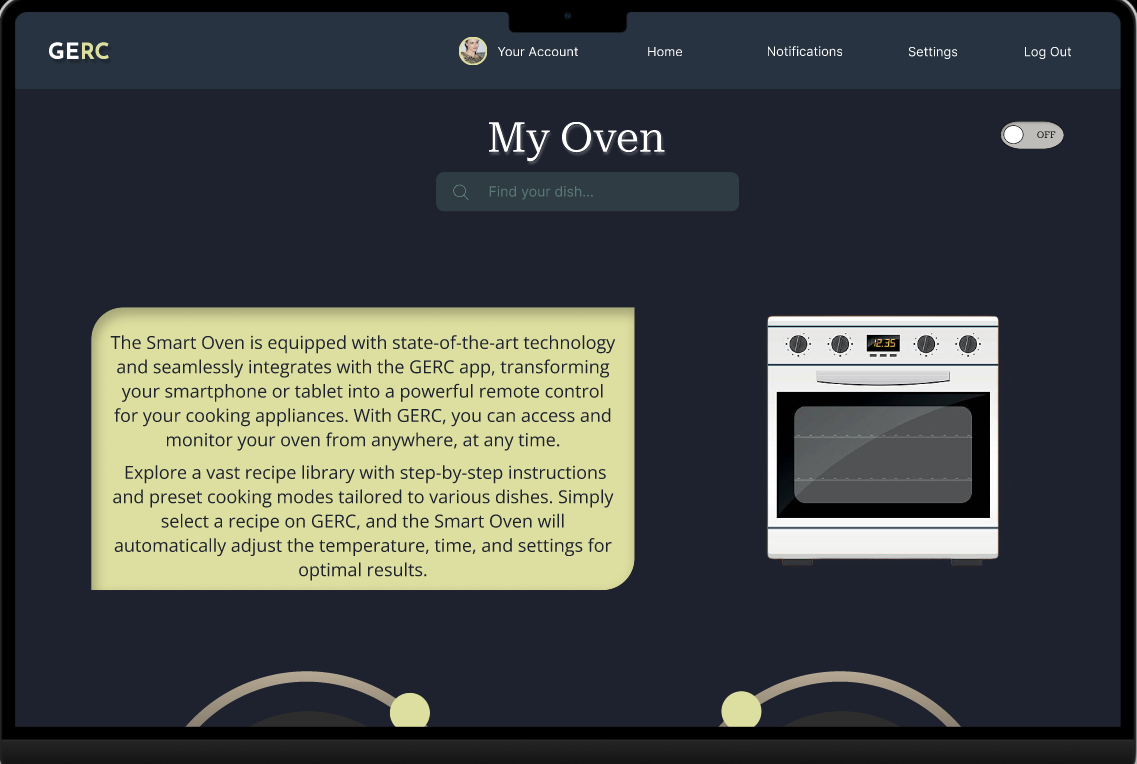 GERC
Your Account
Home
Notifications
Settings
Log Out
My Oven
OFF
Find your dish...
The Smart Oven is equipped with state-of-the-art technology
and seamlessly integrates with the GERC app, transforming
your smartphone or tablet into a powerful remote control
for your cooking appliances. With GERC, you can access and
monitor your oven from anywhere, at any time.
Explore a vast recipe library with step-by-step instructions
and preset cooking modes tailored to various dishes. Simply
select a recipe on GERC, and the Smart Oven will
automatically adjust the temperature, time, and settings for
optimal results.
12.35